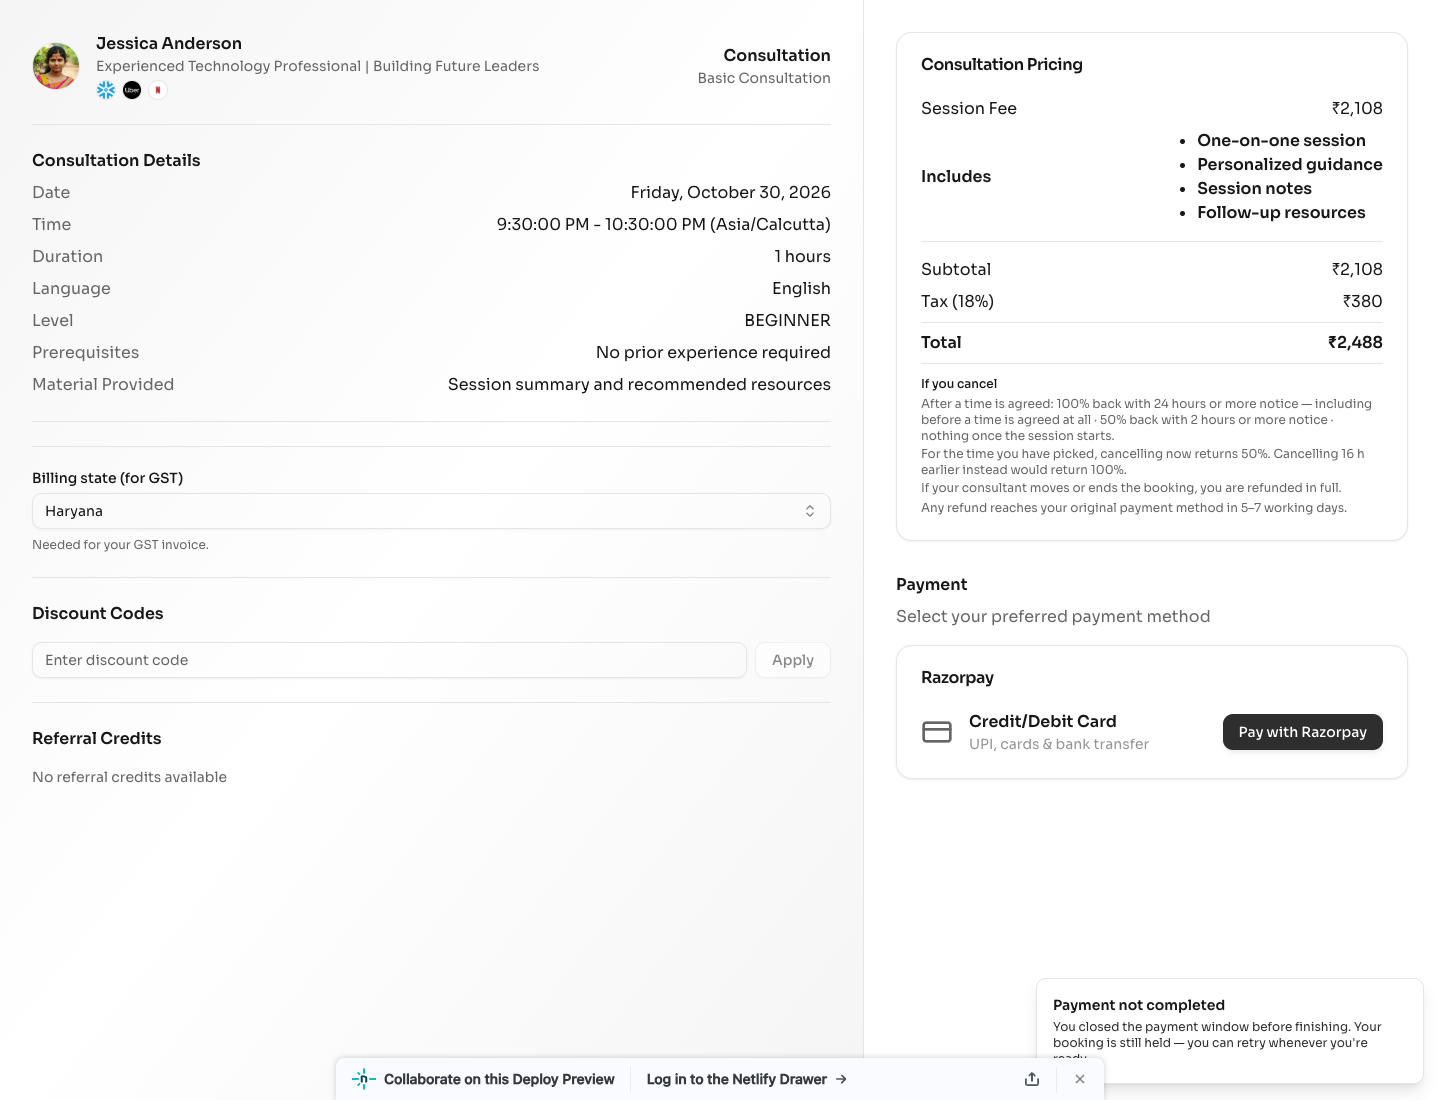 Jessica Anderson
Experienced Technology Professional | Building Future Leaders
Uber
Consultation
Basic Consultation
Consultation Details
Date
Friday, October 30, 2026
Time
9:30:00 PM - 10:30:00 PM (Asia/Calcutta)
Duration
1 hours
Language
English
Level
BEGINNER
Prerequisites
No prior experience required
Material Provided
Session summary and recommended resources
Billing state (for GST)
Haryana
Needed for your GST invoice.
Discount Codes
Enter discount code
Apply
Referral Credits
No referral credits available
Consultation Pricing
Session Fee
₹2,108
Includes
• One-on-one session
• Personalized guidance
• Session notes
• Follow-up resources
Subtotal
₹2,108
Tax (18%)
₹380
Total
₹2,488
If you cancel
After a time is agreed: 100% back with 24 hours or more notice — including
before a time is agreed at all · 50% back with 2 hours or more notice ·
nothing once the session starts.
For the time you have picked, cancelling now returns 50%. Cancelling 16 h
earlier instead would return 100%.
If your consultant moves or ends the booking, you are refunded in full.
Any refund reaches your original payment method in 5–7 working days.
Payment
Select your preferred payment method
Razorpay
Credit/Debit Card
UPI, cards & bank transfer
Pay with Razorpay
Payment not completed
You closed the payment window before finishing. Your
booking is still held — you can retry whenever you're
ready.
Collaborate on this Deploy Preview
Log in to the Netlify Drawer →